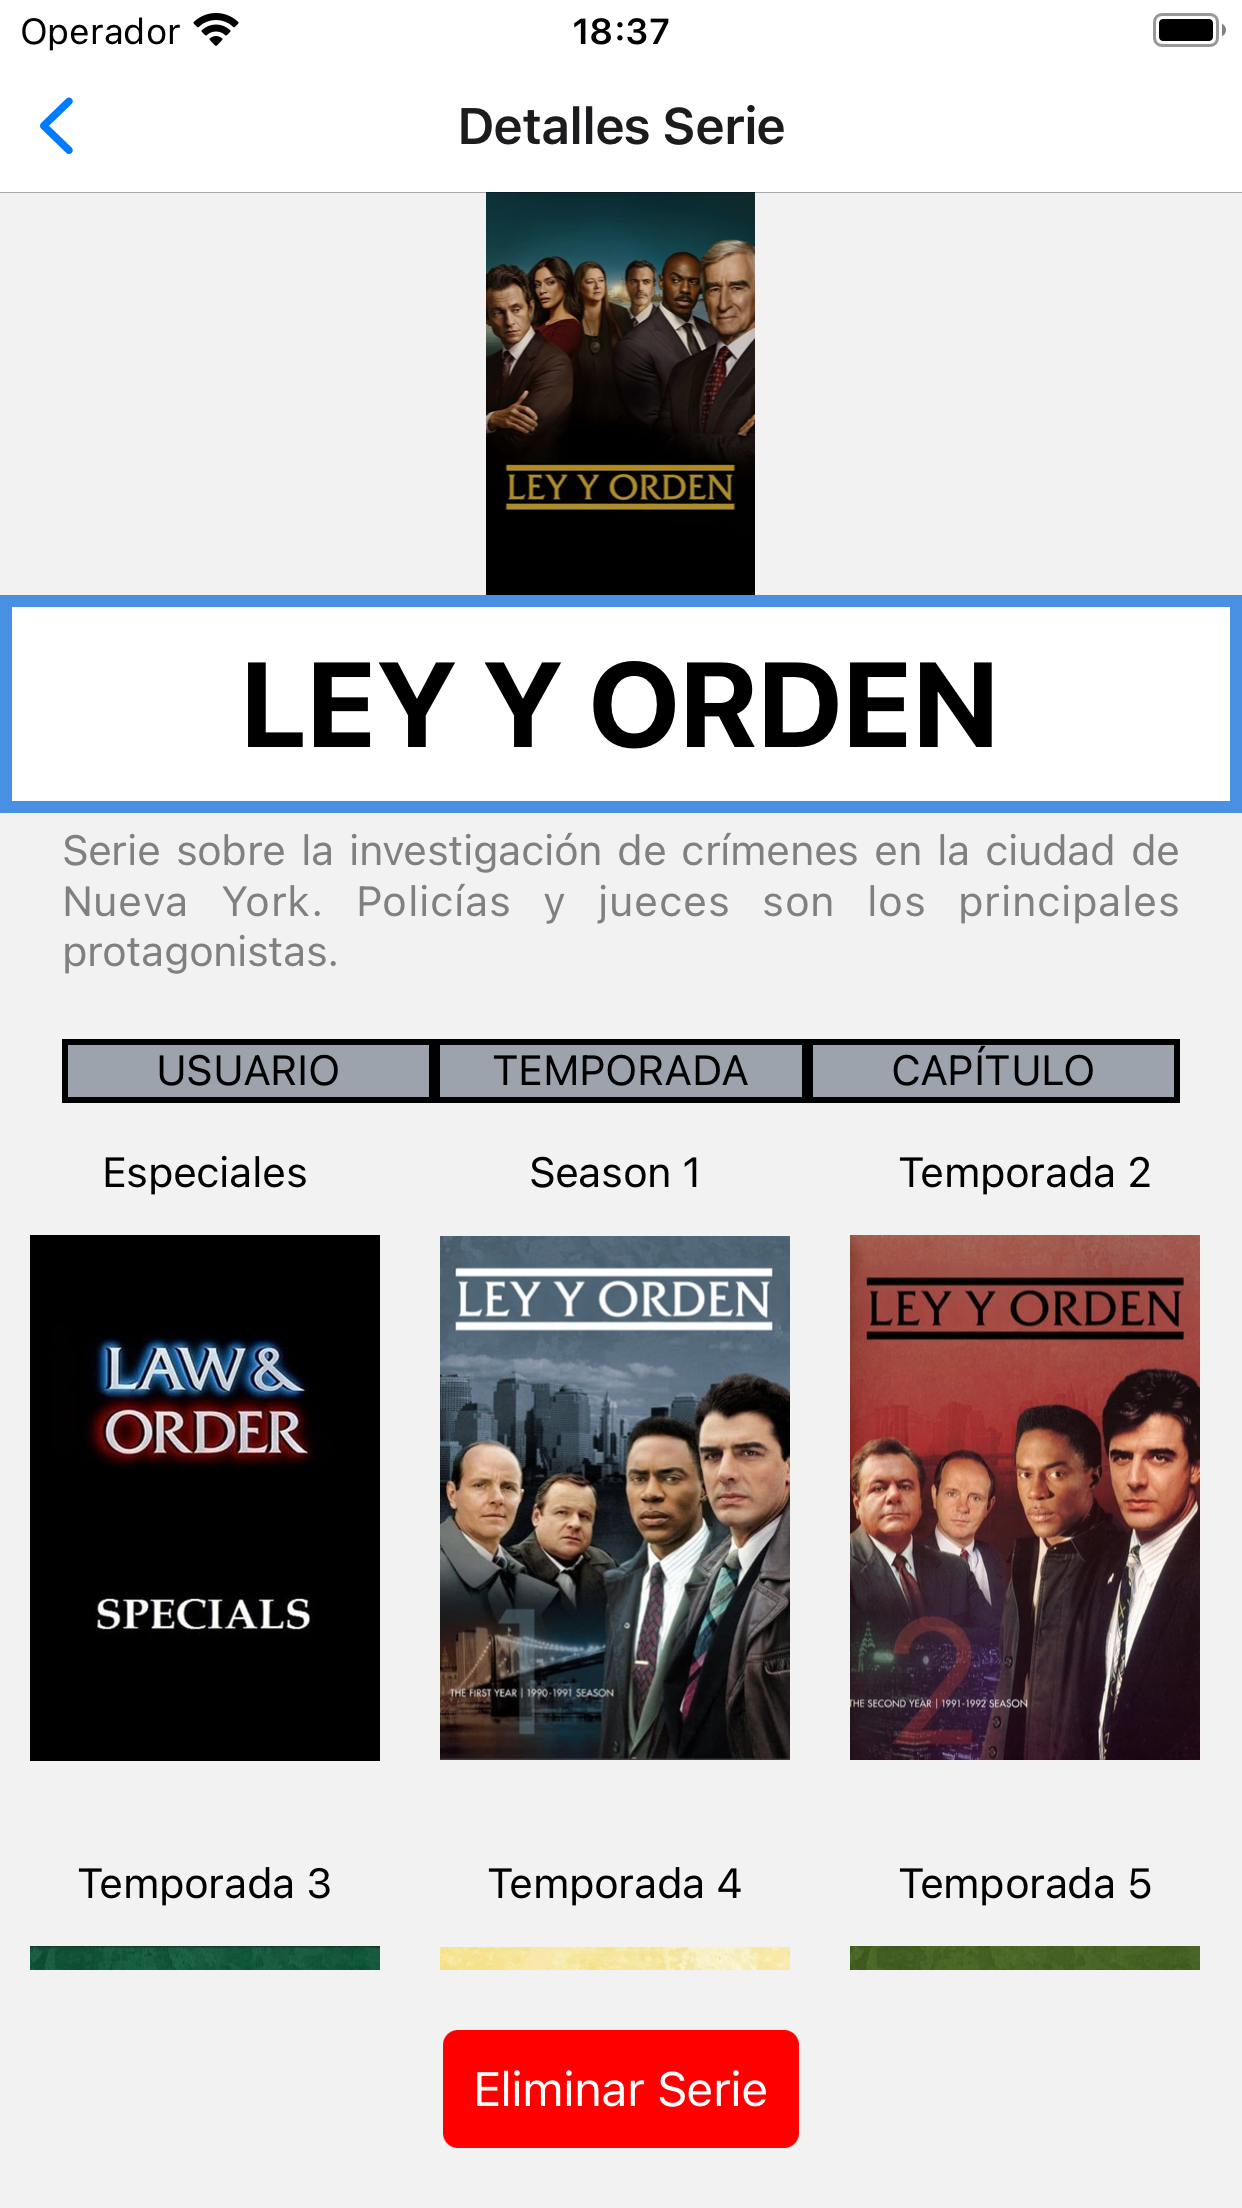 Operador
18:37
Detalles Serie
LEY Y ORDEN
LEY Y ORDEN
Serie sobre la investigación de crímenes en la ciudad de
Nueva York. Policías y jueces son los principales
protagonistas.
USUARIO TEMPORADA CAPÍTULO
Especiales Season 1 Temporada 2
LAW &
ORDER
SPECIALS
LEY Y ORDEN
1
THE FIRST YEAR | 1990-1991 SEASON
LEY Y ORDEN
2
THE SECOND YEAR | 1991-1992 SEASON
Temporada 3 Temporada 4 Temporada 5
Eliminar Serie